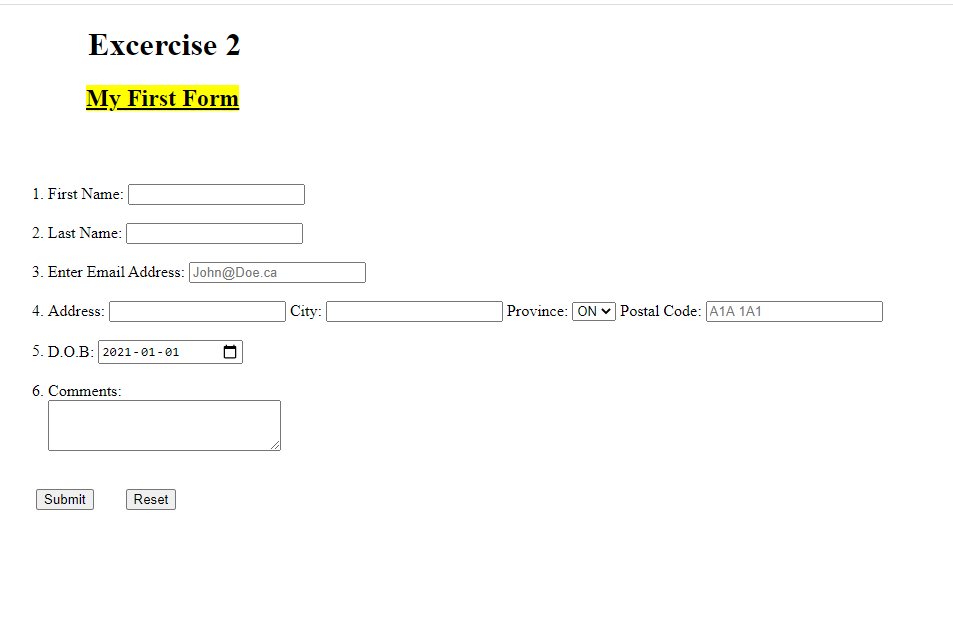 Excercise 2
My First Form
1. First Name:
2. Last Name:
3. Enter Email Address: John@Doe.ca
4. Address: City: Province: ON Postal Code: A1A 1A1
5. D.O.B: 2021-01-01
6. Comments:
Submit Reset